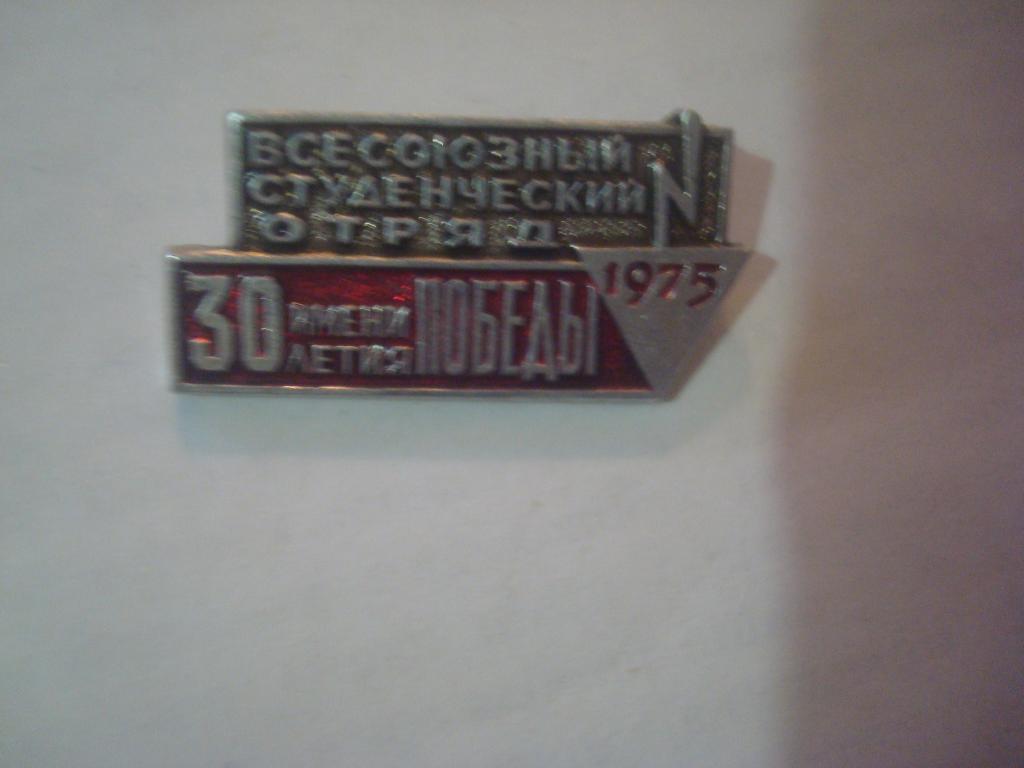 ВСЕСОЮЗНЫЙ
СТУДЕНЧЕСКИЙ
ОТРЯД
1975
30 ИМЕНИ ЛЕТИЯ ПОБЕДЫ